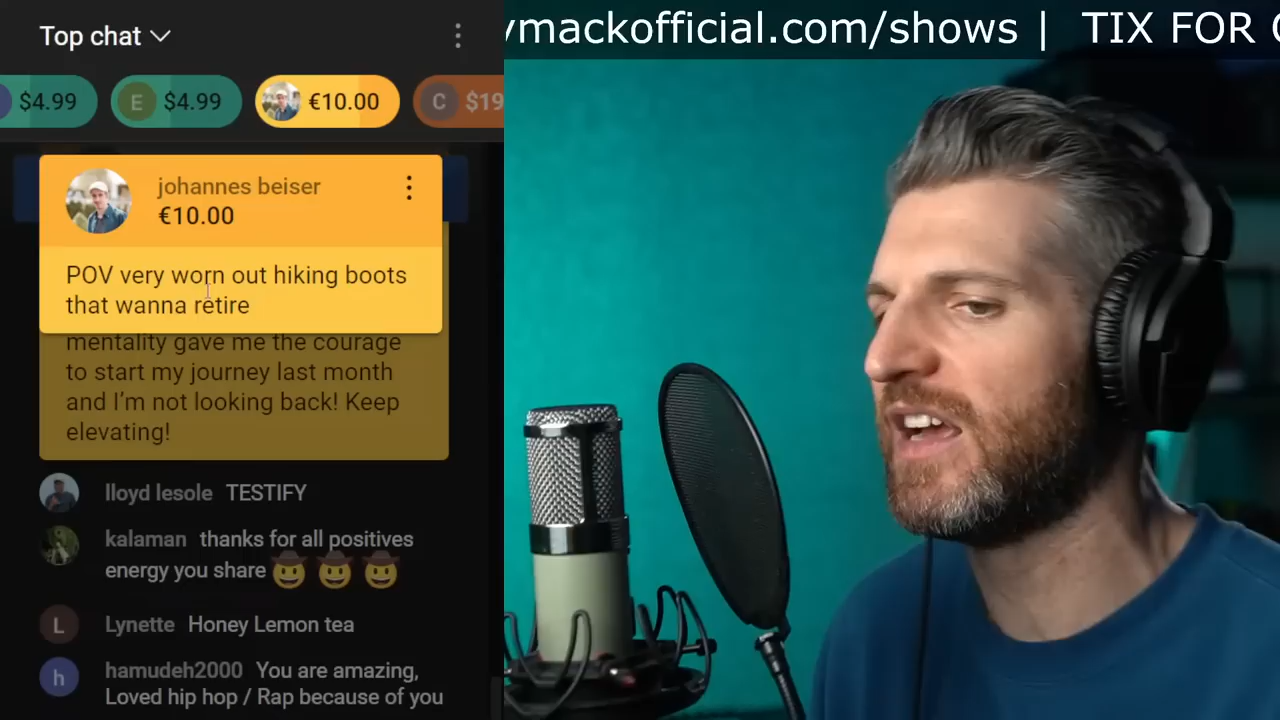 Top chat
ymackofficial.com/shows | TIX FOR
$4.99
E $4.99
€10.00
C $19
johannes beiser
€10.00
POV very worn out hiking boots
that wanna retire
mentality gave me the courage
to start my journey last month
and I'm not looking back! Keep
elevating!
lloyd lesole TESTIFY
kalaman thanks for all positives
energy you share 🤠 🤠 🤠
L Lynette Honey Lemon tea
h hamudeh2000 You are amazing,
Loved hip hop / Rap because of you